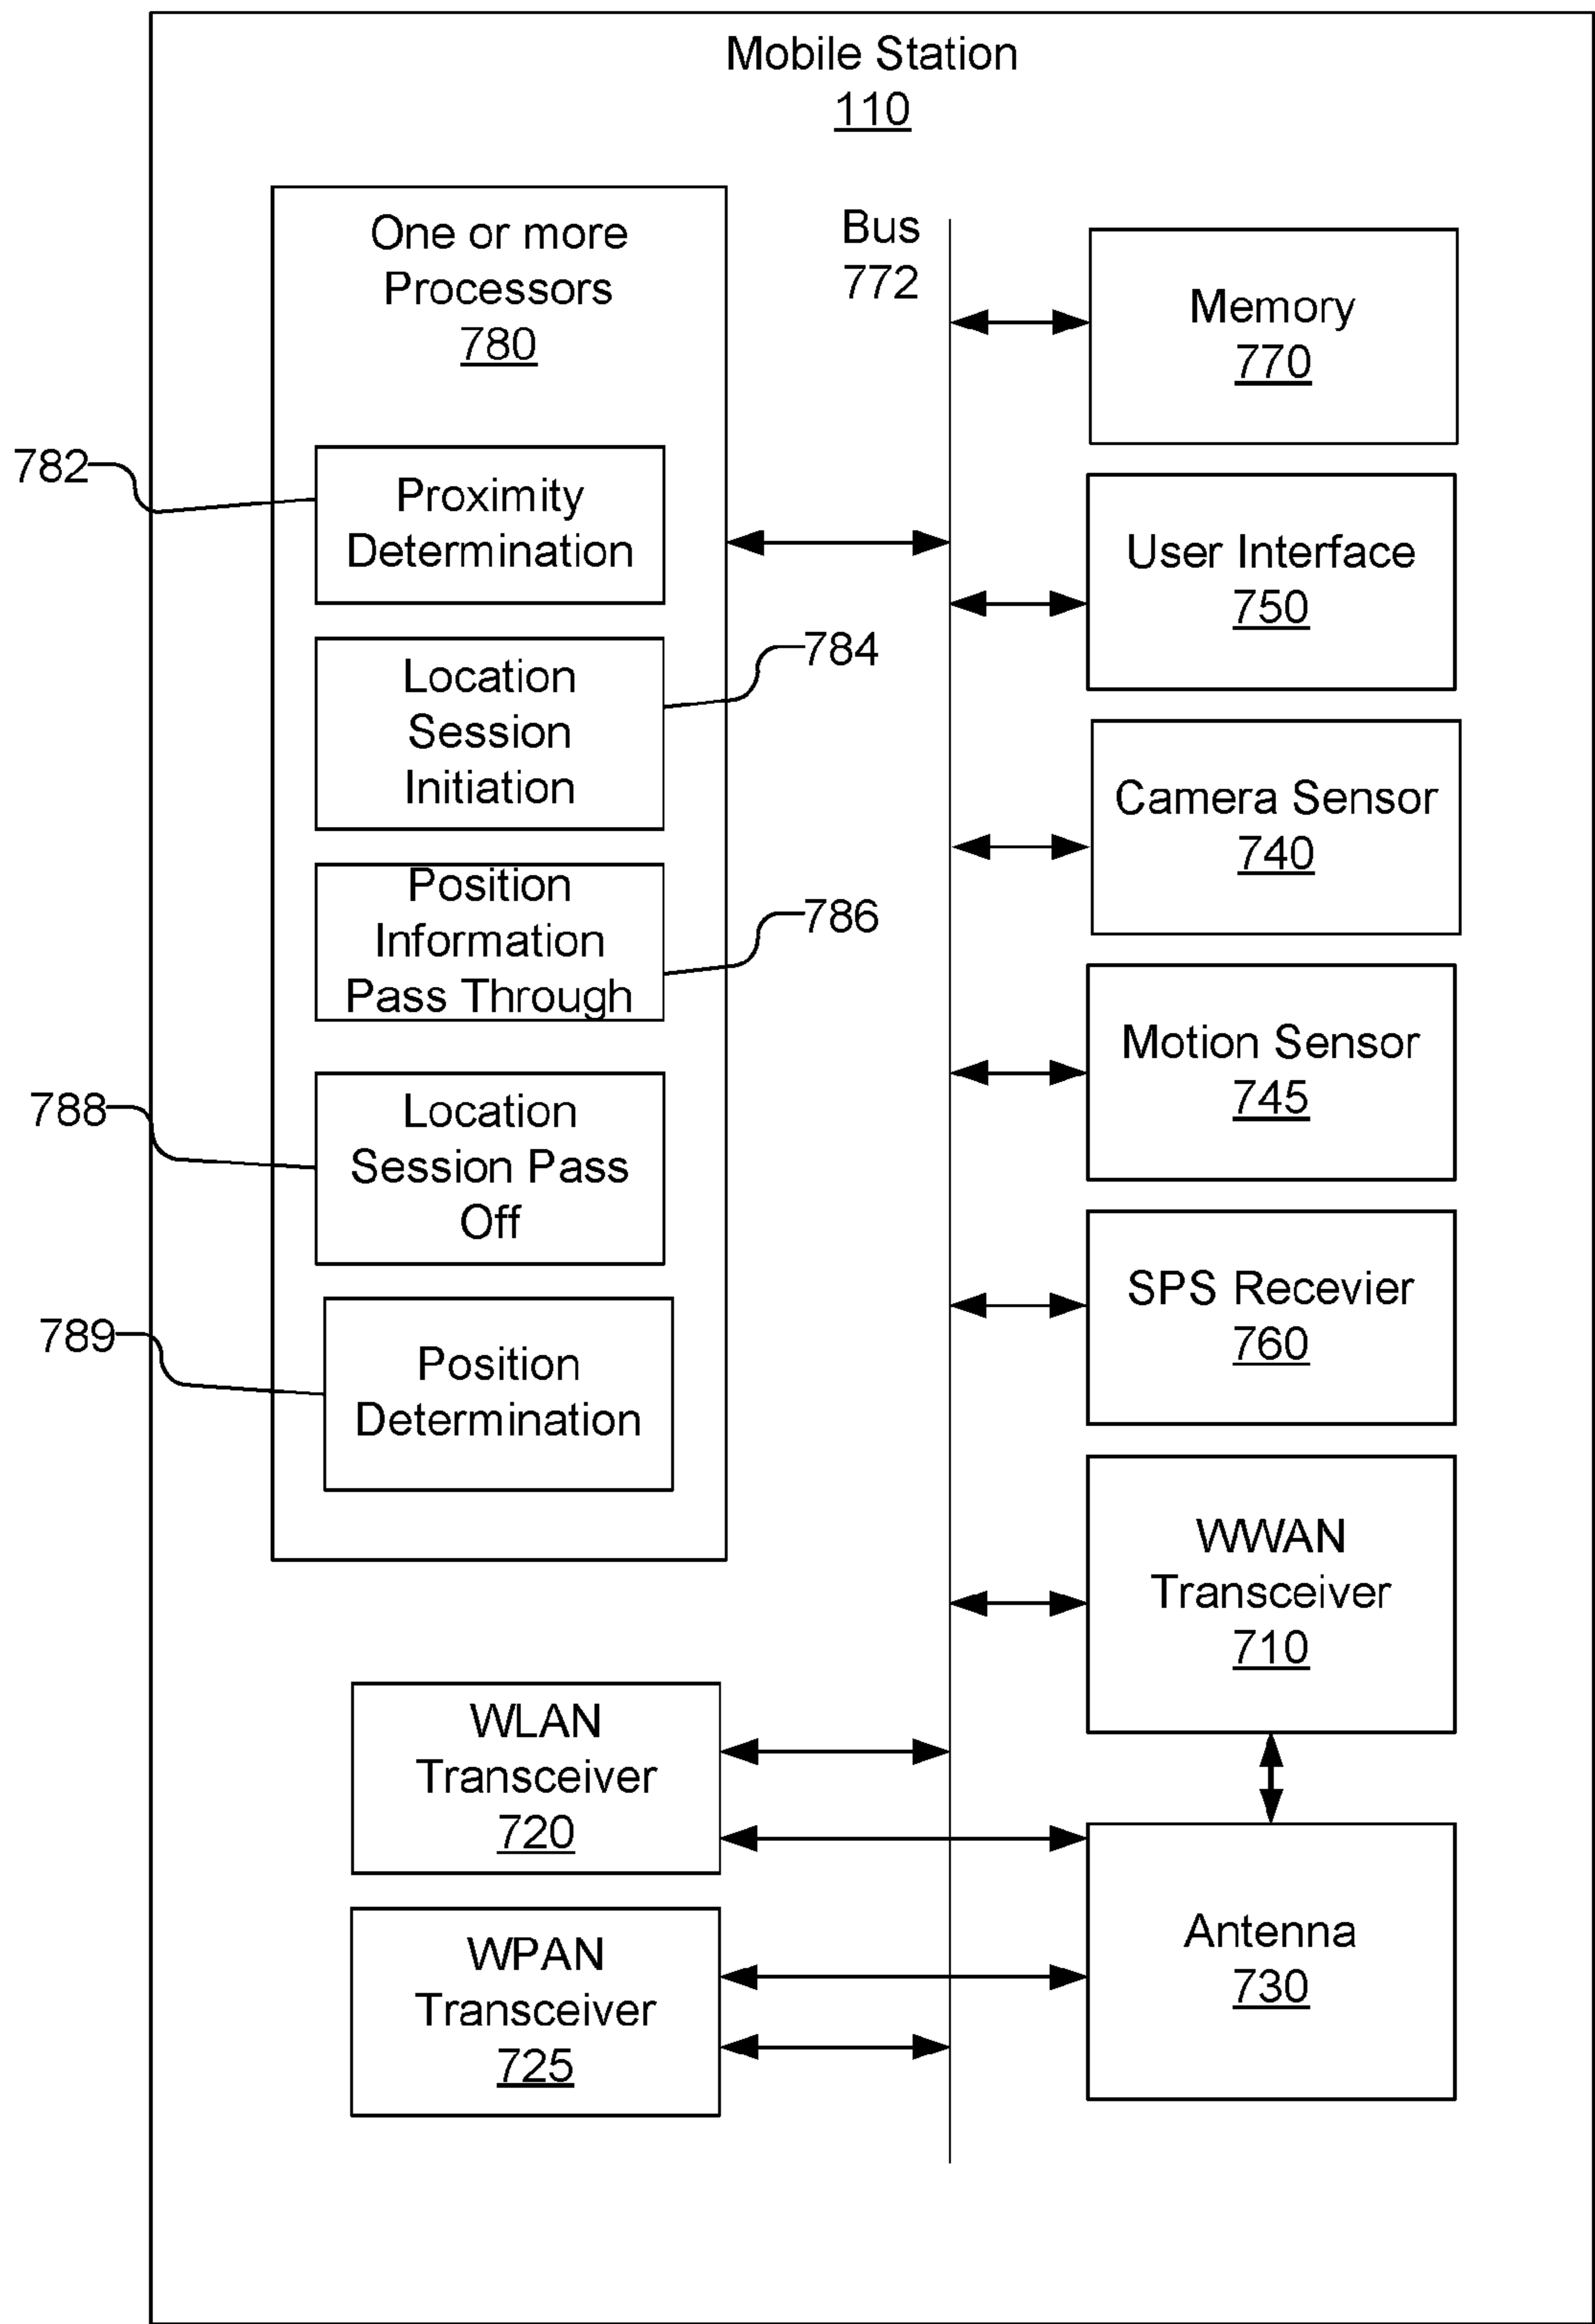 Mobile Station
110
One or more
Processors
780
782
Proximity
Determination
Location
Session
Initiation
784
Position
Information
Pass Through
786
788
Location
Session Pass
Off
789
Position
Determination
Bus
772
Memory
770
User Interface
750
Camera Sensor
740
Motion Sensor
745
SPS Recevier
760
WWAN
Transceiver
710
WLAN
Transceiver
720
WPAN
Transceiver
725
Antenna
730